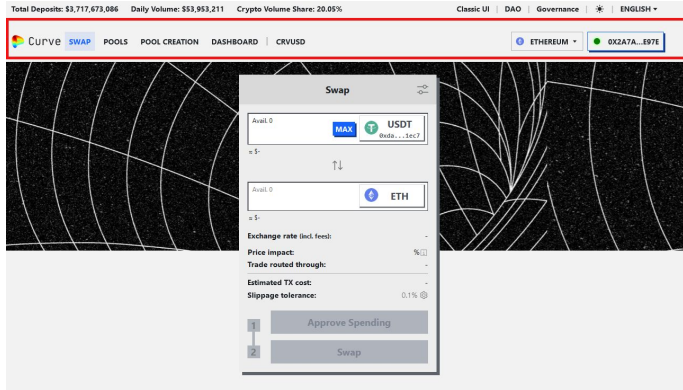 Total Deposits: $3,717,673,086 Daily Volume: $53,953,211 Crypto Volume Share: 20.05% Classic UI DAO Governance ENGLISH
Curve SWAP POOLS POOL CREATION DASHBOARD CRVUSD ETHEREUM 0X2A7A...E97E
Swap
Avail. 0
MAX USDT
0xda...1ec7
≈ $-
Avail. 0
ETH
≈ $-
Exchange rate (incl. fees): -
Price impact: %
Trade routed through: -
Estimated TX cost: -
Slippage tolerance: 0.1%
1 Approve Spending
2 Swap